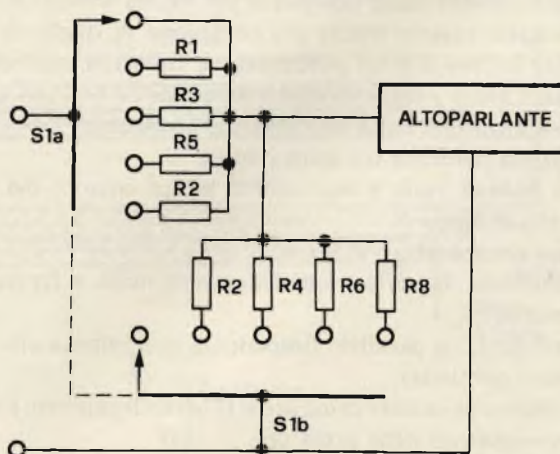 R1
R3
ALTOPARLANTE
S1a
R5
R2
R2 R4 R6 R8
S1b